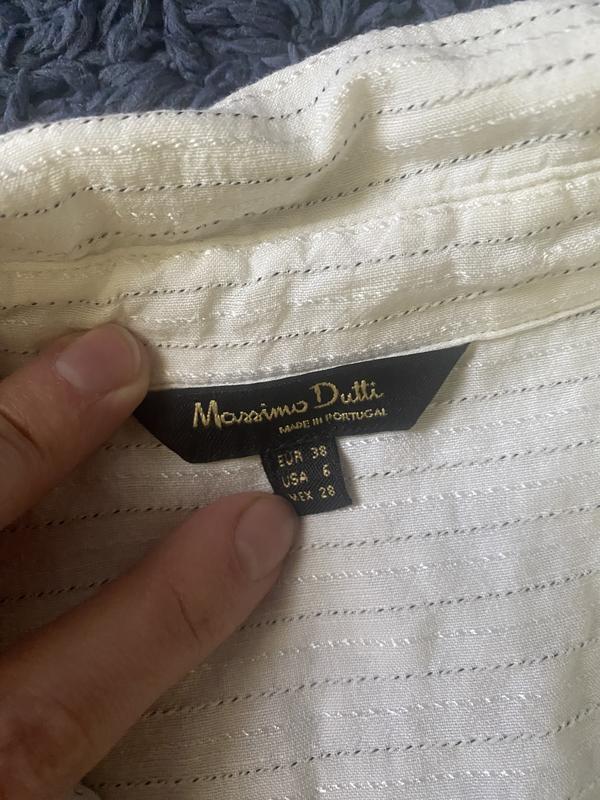 Massimo Dutti
MADE IN PORTUGAL
EUR 38
USA 6
MEX 28